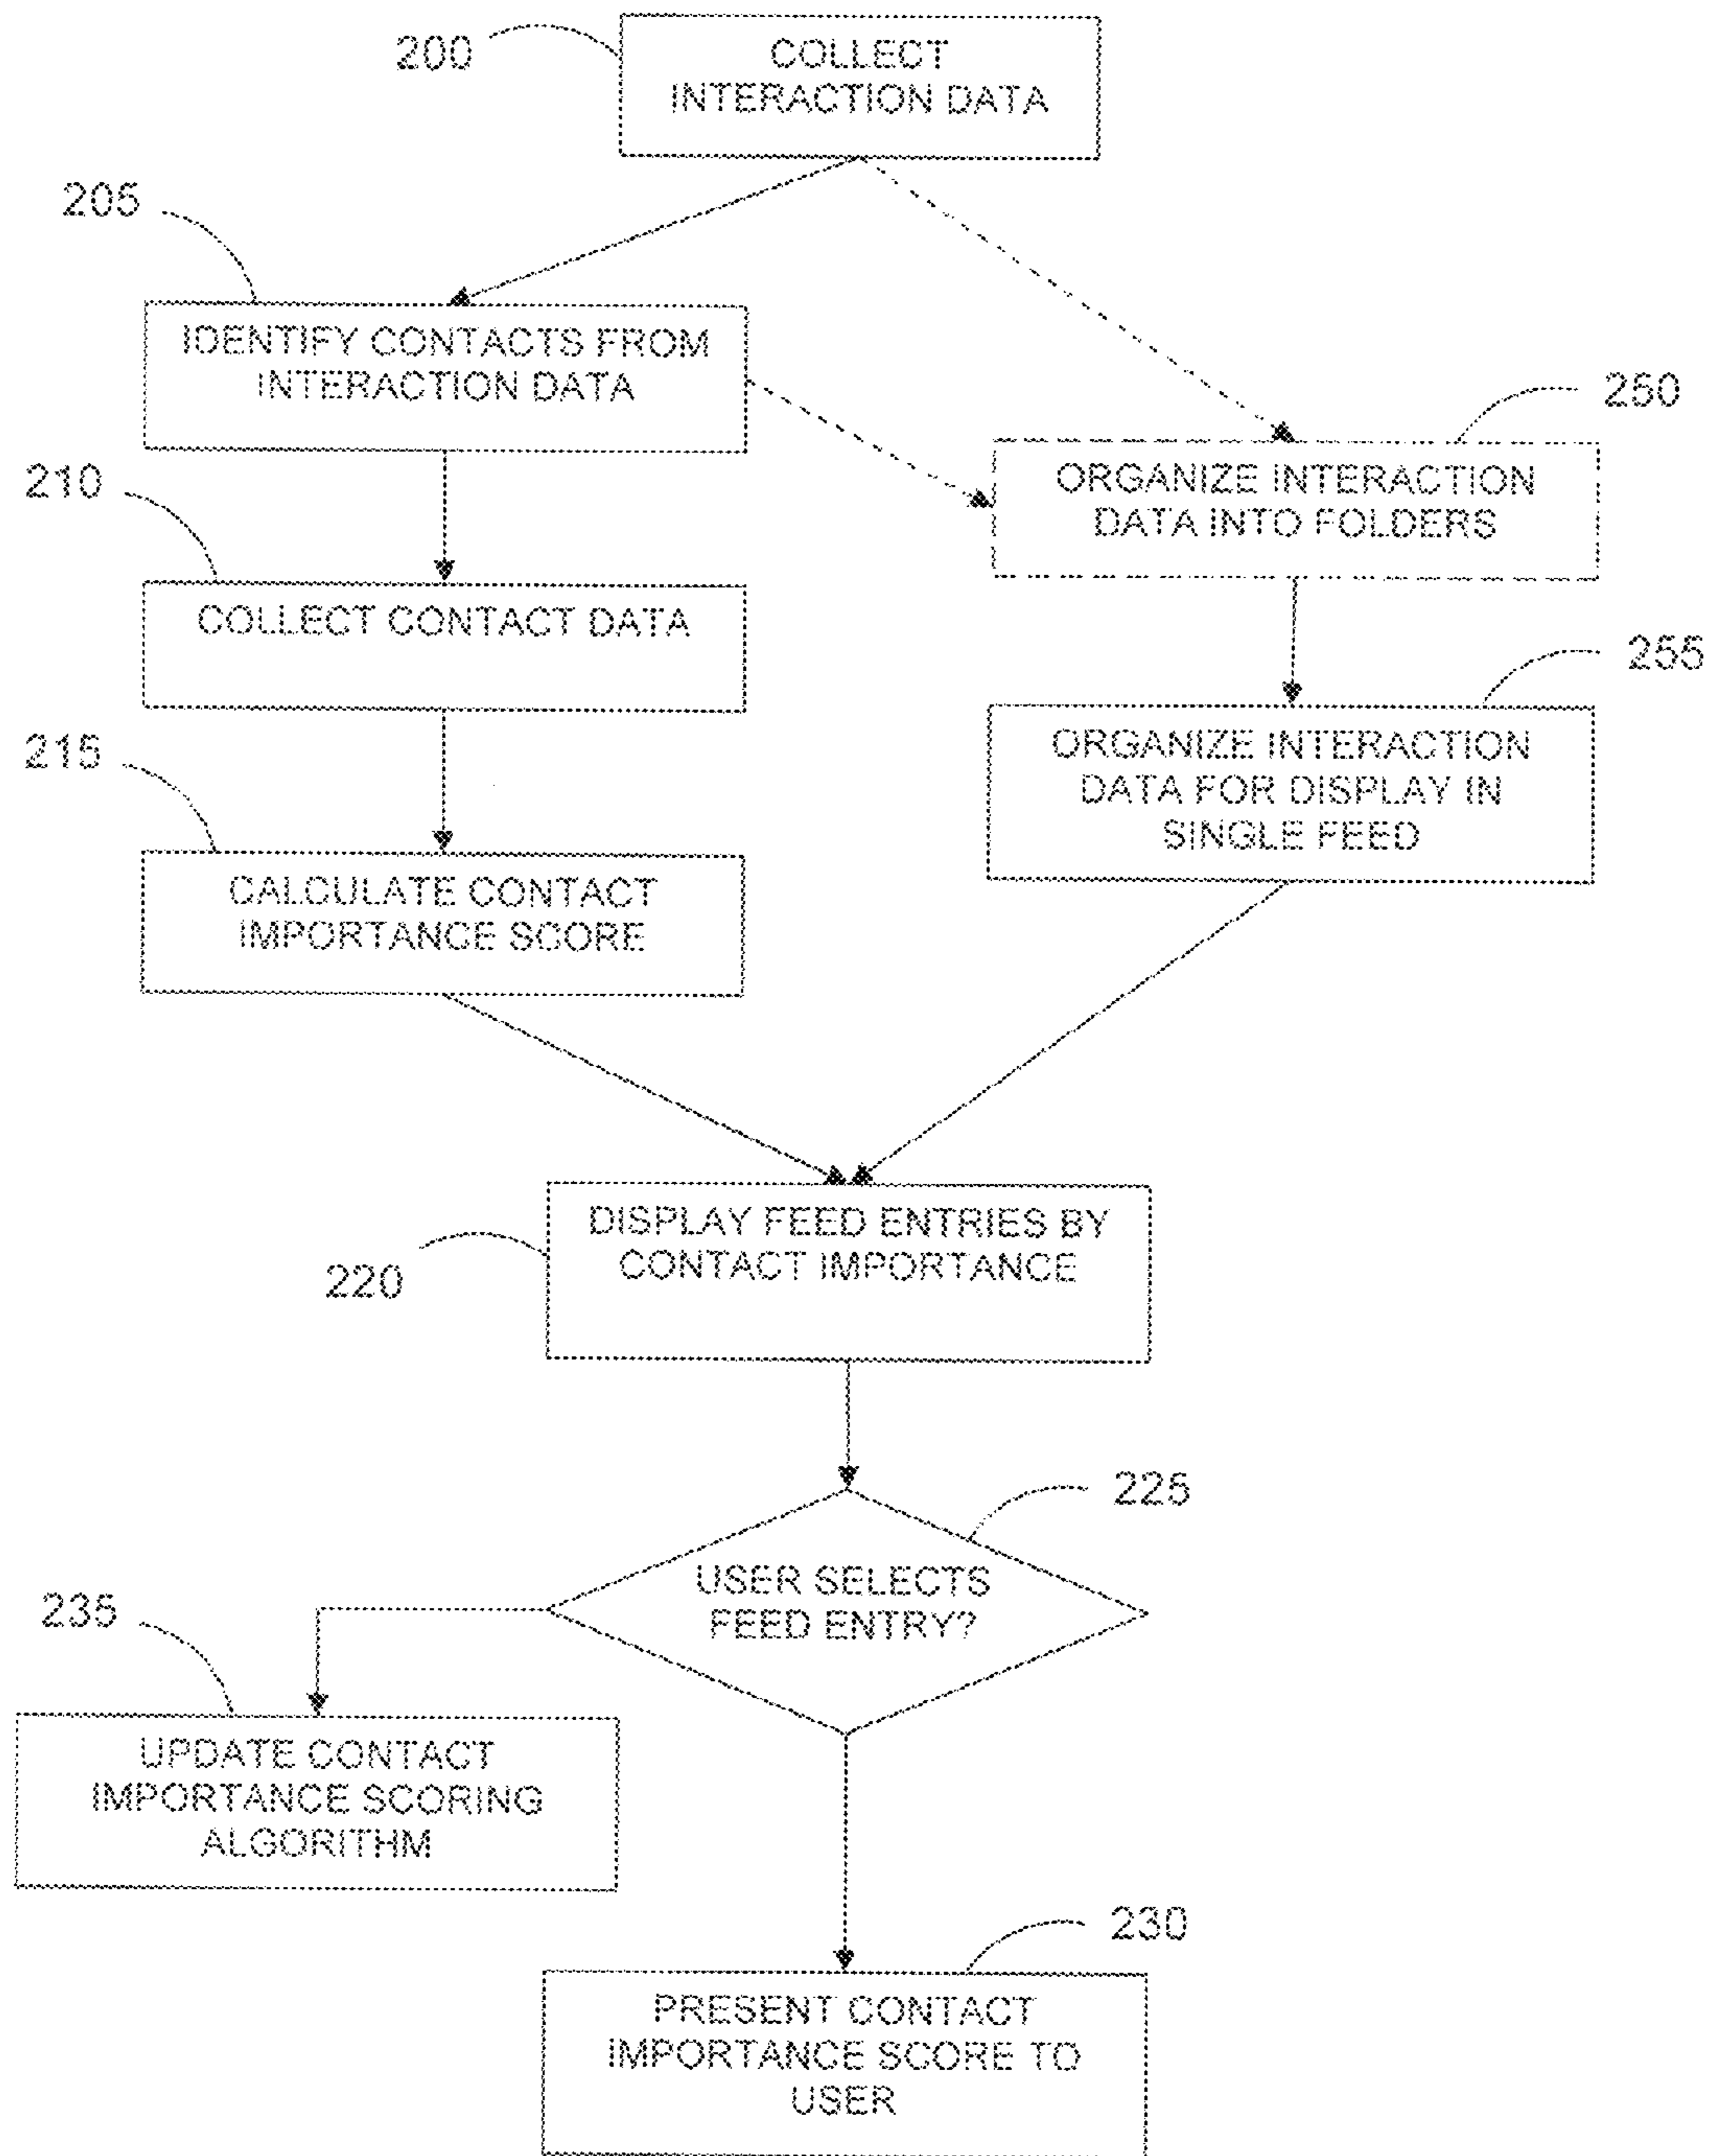 200
COLLECT
INTERACTION DATA
205
IDENTIFY CONTACTS FROM
INTERACTION DATA
250
ORGANIZE INTERACTION
DATA INTO FOLDERS
210
COLLECT CONTACT DATA
255
ORGANIZE INTERACTION
DATA FOR DISPLAY IN
SINGLE FEED
215
CALCULATE CONTACT
IMPORTANCE SCORE
220
DISPLAY FEED ENTRIES BY
CONTACT IMPORTANCE
225
USER SELECTS
FEED ENTRY?
235
UPDATE CONTACT
IMPORTANCE SCORING
ALGORITHM
230
PRESENT CONTACT
IMPORTANCE SCORE TO
USER